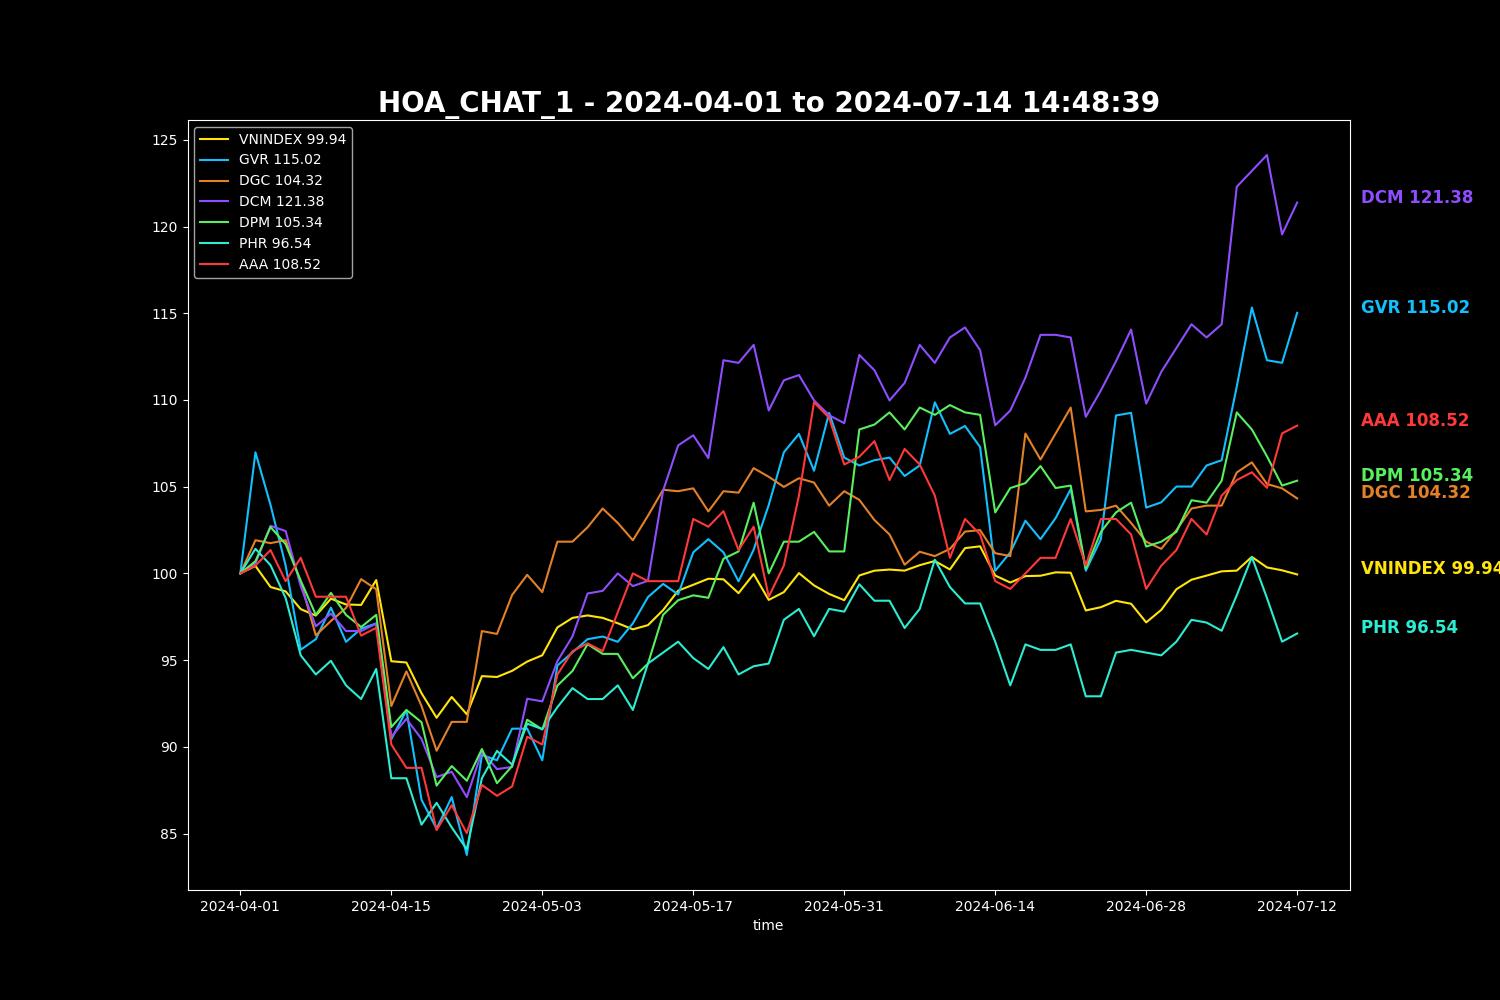 HOA_CHAT_1 - 2024-04-01 to 2024-07-14 14:48:39
VNINDEX 99.94
GVR 115.02
DGC 104.32
DCM 121.38
DPM 105.34
PHR 96.54
AAA 108.52
125
120
115
110
105
100
95
90
85
DCM 121.38
GVR 115.02
AAA 108.52
DPM 105.34
DGC 104.32
VNINDEX 99.94
PHR 96.54
2024-04-01 2024-04-15 2024-05-03 2024-05-17 2024-05-31 2024-06-14 2024-06-28 2024-07-12
time